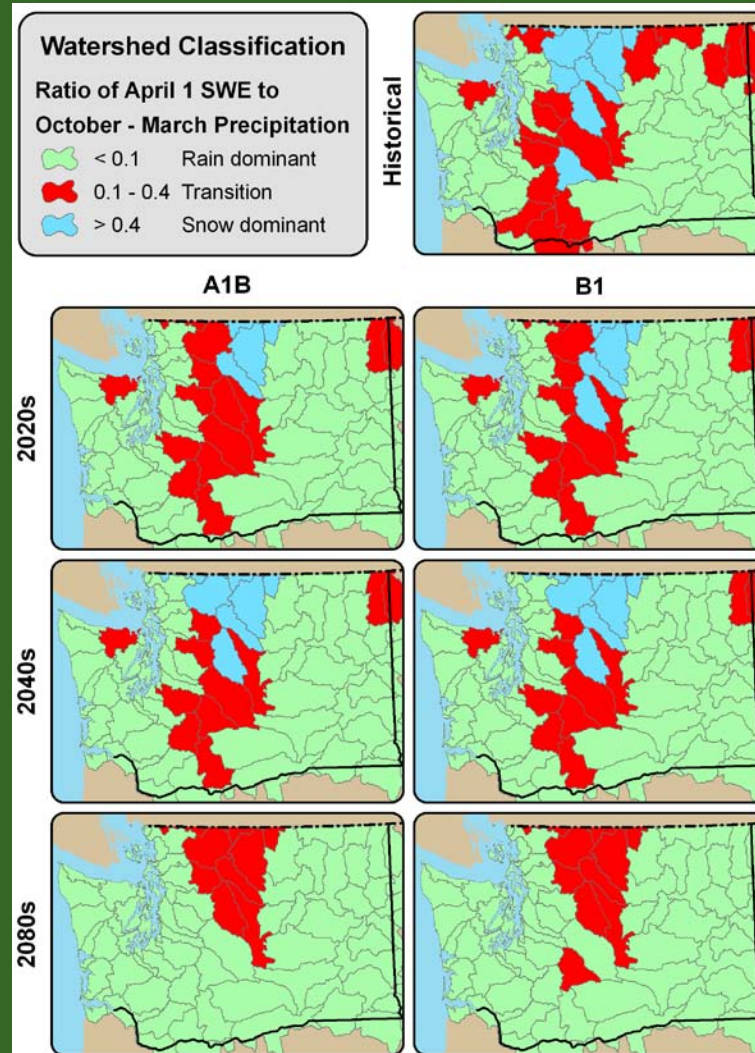 Watershed Classification
Ratio of April 1 SWE to
October - March Precipitation
< 0.1 Rain dominant
0.1 - 0.4 Transition
> 0.4 Snow dominant
Historical
A1B
B1
2020s
2040s
2080s